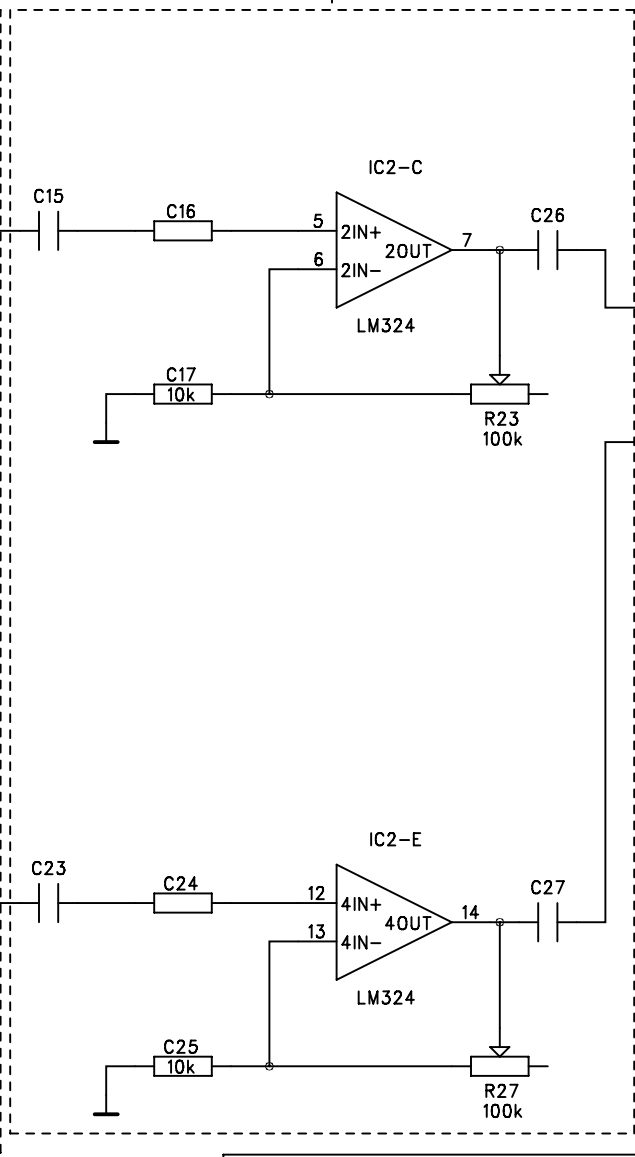 IC2-C
C15
C16
C26
5
2IN+
7
2OUT
6
2IN-
LM324
C17
10k
R23
100k
IC2-E
C23
C24
C27
12
4IN+
14
4OUT
13
4IN-
LM324
C25
10k
R27
100k